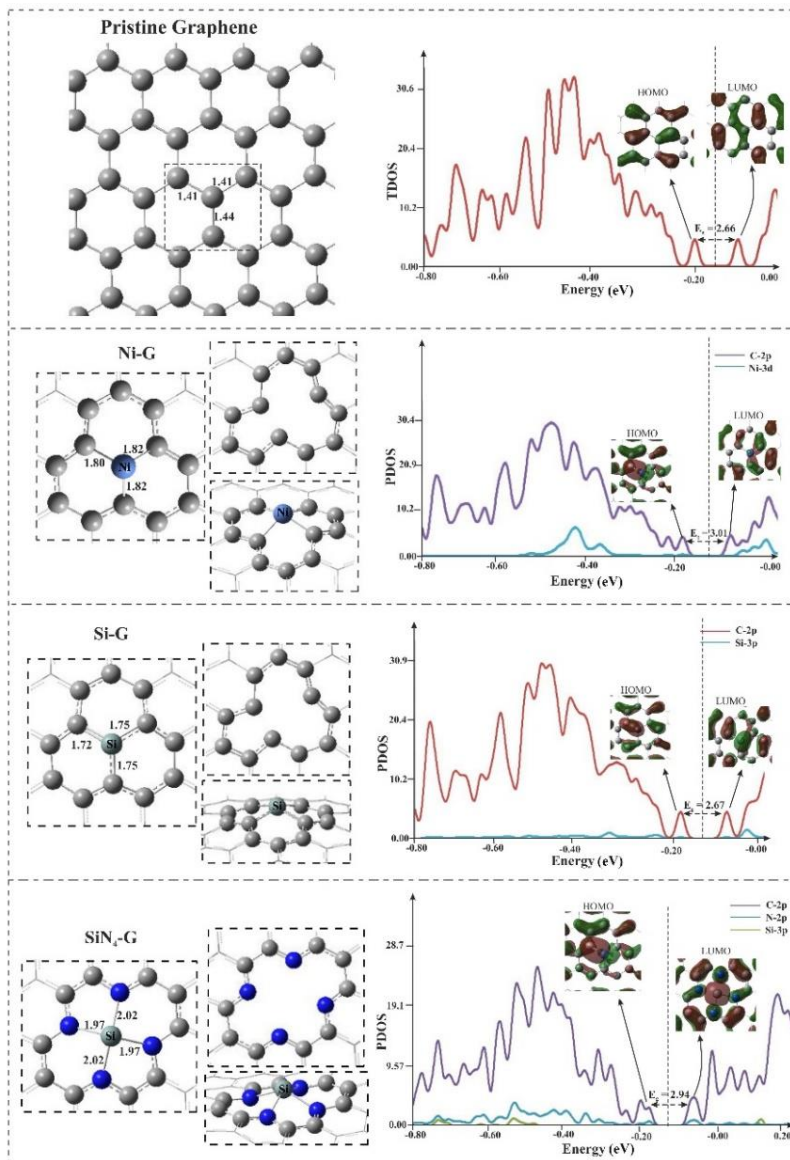 Pristine Graphene
1.41
1.41
1.44
TDOS
30.6
20.4
10.2
0.00
HOMO
LUMO
= 2.66
-0.80
-0.60
-0.40
-0.20
0.00
Energy (eV)
Ni-G
1.82
1.80
Ni
1.82
Ni
C-2p
Ni-3d
PDOS
30.4
20.9
10.2
0.00
HOMO
LUMO
3.01
-0.80
-0.60
-0.40
-0.20
-0.00
Energy (eV)
Si-G
1.75
1.72
Si
1.75
Si
C-2p
Si-3p
PDOS
30.9
20.4
10.2
0.00
HOMO
LUMO
= 2.67
-0.80
-0.60
-0.40
-0.20
-0.00
Energy (eV)
SiN₄-G
2.02
1.97
Si
1.97
2.02
Si
C-2p
N-2p
Si-3p
PDOS
28.7
19.1
9.57
0.00
HOMO
LUMO
= 2.94
-0.80
-0.60
-0.40
-0.20
-0.00
0.20
Energy (eV)